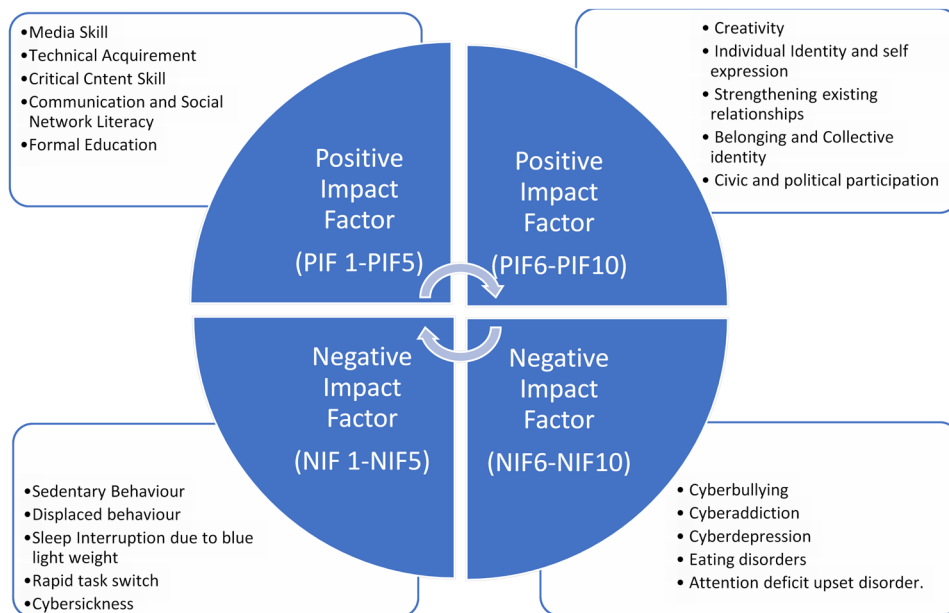 •Media Skill
•Technical Acquirement
•Critical Cntent Skill
•Communication and Social
Network Literacy
•Formal Education
• Creativity
• Individual Identity and self
expression
• Strengthening existing
relationships
• Belonging and Collective
identity
• Civic and political participation
Positive
Impact
Factor
(PIF 1-PIF5)
Positive
Impact
Factor
(PIF6-PIF10)
Negative
Impact
Factor
(NIF 1-NIF5)
Negative
Impact
Factor
(NIF6-NIF10)
•Sedentary Behaviour
•Displaced behaviour
•Sleep Interruption due to blue
light weight
•Rapid task switch
•Cybersickness
• Cyberbullying
• Cyberaddiction
• Cyberdepression
• Eating disorders
• Attention deficit upset disorder.